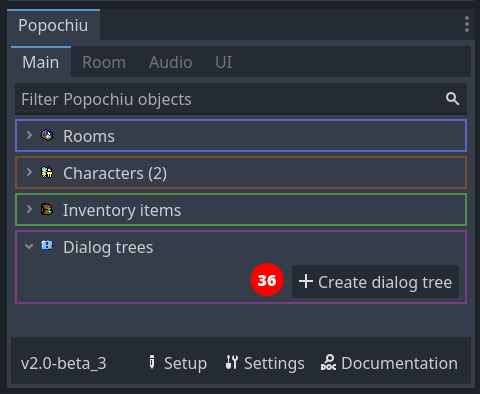 Popochiu
Main Room Audio UI
Filter Popochiu objects
Rooms
Characters (2)
Inventory items
Dialog trees
36 + Create dialog tree
v2.0-beta_3 Setup Settings DOC Documentation